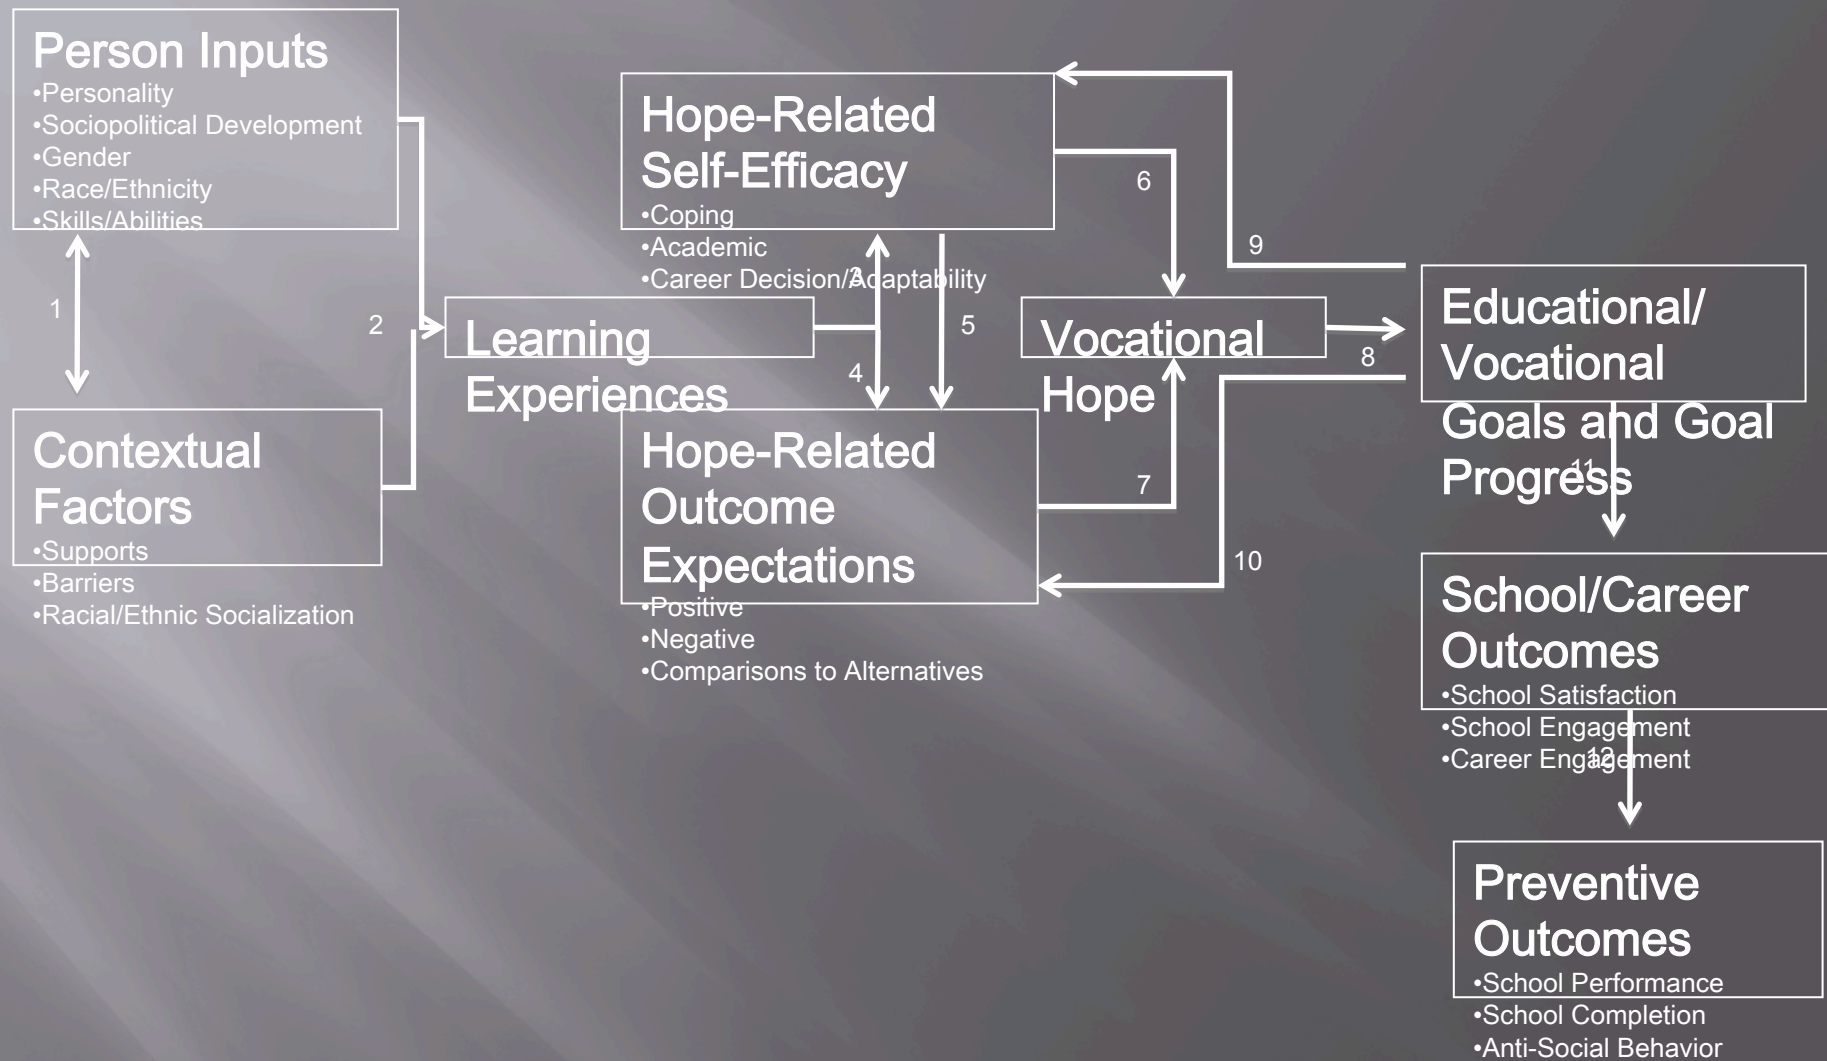 Person Inputs
•Personality
•Sociopolitical Development
•Gender
•Race/Ethnicity
•Skills/Abilities
1
Contextual
Factors
•Supports
•Barriers
•Racial/Ethnic Socialization
2
Learning
Experiences
Hope-Related
Self-Efficacy
•Coping
•Academic
•Career Decision/Adaptability
3
4
5
Hope-Related
Outcome
Expectations
•Positive
•Negative
•Comparisons to Alternatives
6
Vocational
Hope
7
8
9
10
Educational/
Vocational
Goals and Goal
Progress
11
School/Career
Outcomes
•School Satisfaction
•School Engagement
•Career Engagement
12
Preventive
Outcomes
•School Performance
•School Completion
•Anti-Social Behavior